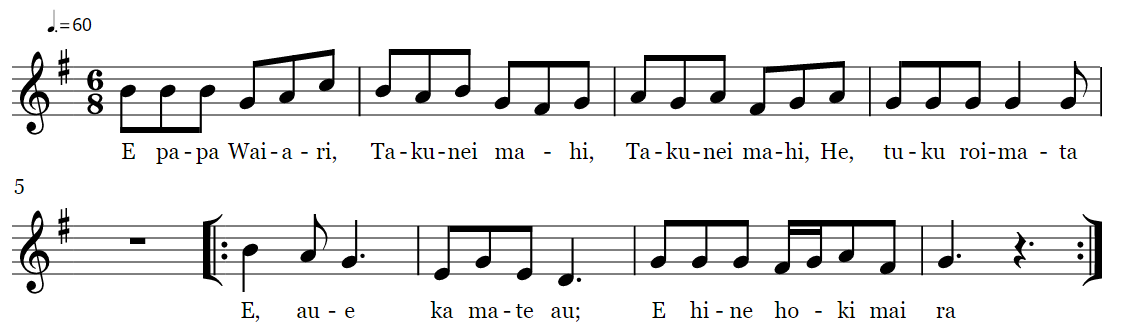 ♩.=60
6
8
E pa-pa Wai-a-ri, Ta-ku-nei ma-hi, Ta-ku-nei ma-hi, He, tu-ku roi-ma-ta
5
E, au-e ka ma-te au; E hi-ne ho-ki mai ra